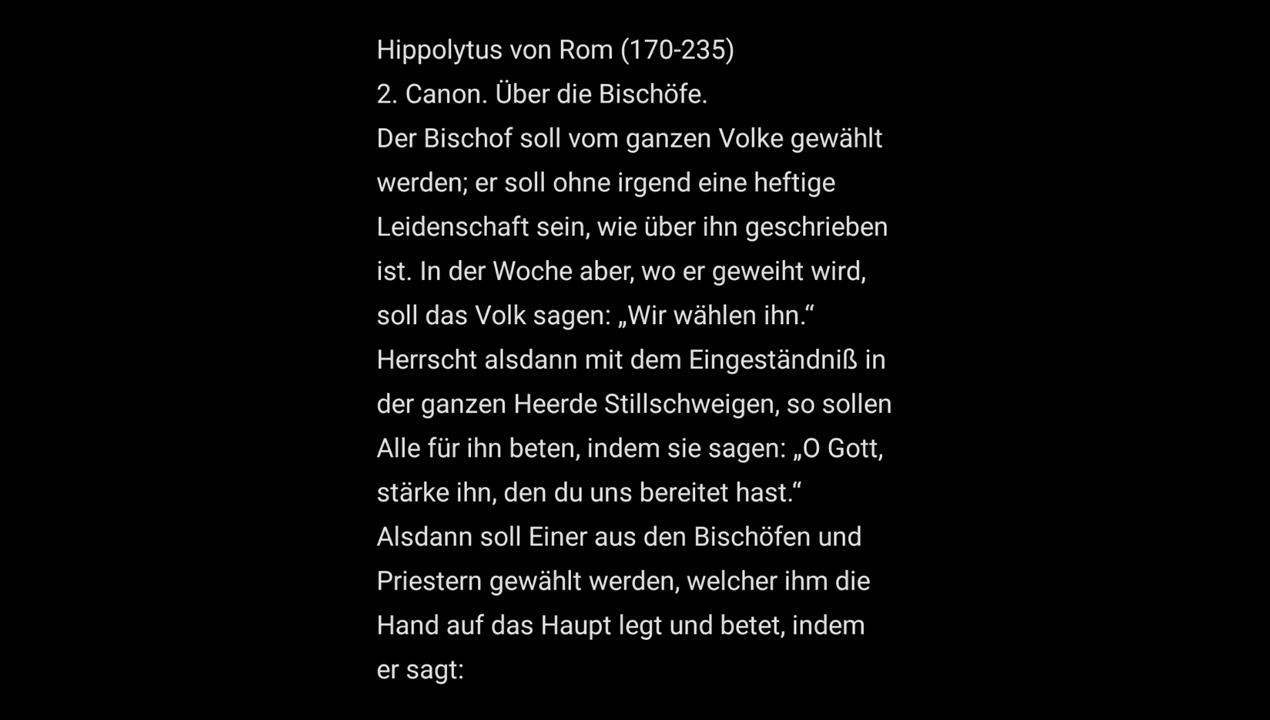 Hippolytus von Rom (170-235)
2. Canon. Über die Bischöfe.
Der Bischof soll vom ganzen Volke gewählt
werden; er soll ohne irgend eine heftige
Leidenschaft sein, wie über ihn geschrieben
ist. In der Woche aber, wo er geweiht wird,
soll das Volk sagen: „Wir wählen ihn.“
Herrscht alsdann mit dem Eingeständniß in
der ganzen Heerde Stillschweigen, so sollen
Alle für ihn beten, indem sie sagen: „O Gott,
stärke ihn, den du uns bereitet hast.“
Alsdann soll Einer aus den Bischöfen und
Priestern gewählt werden, welcher ihm die
Hand auf das Haupt legt und betet, indem
er sagt: